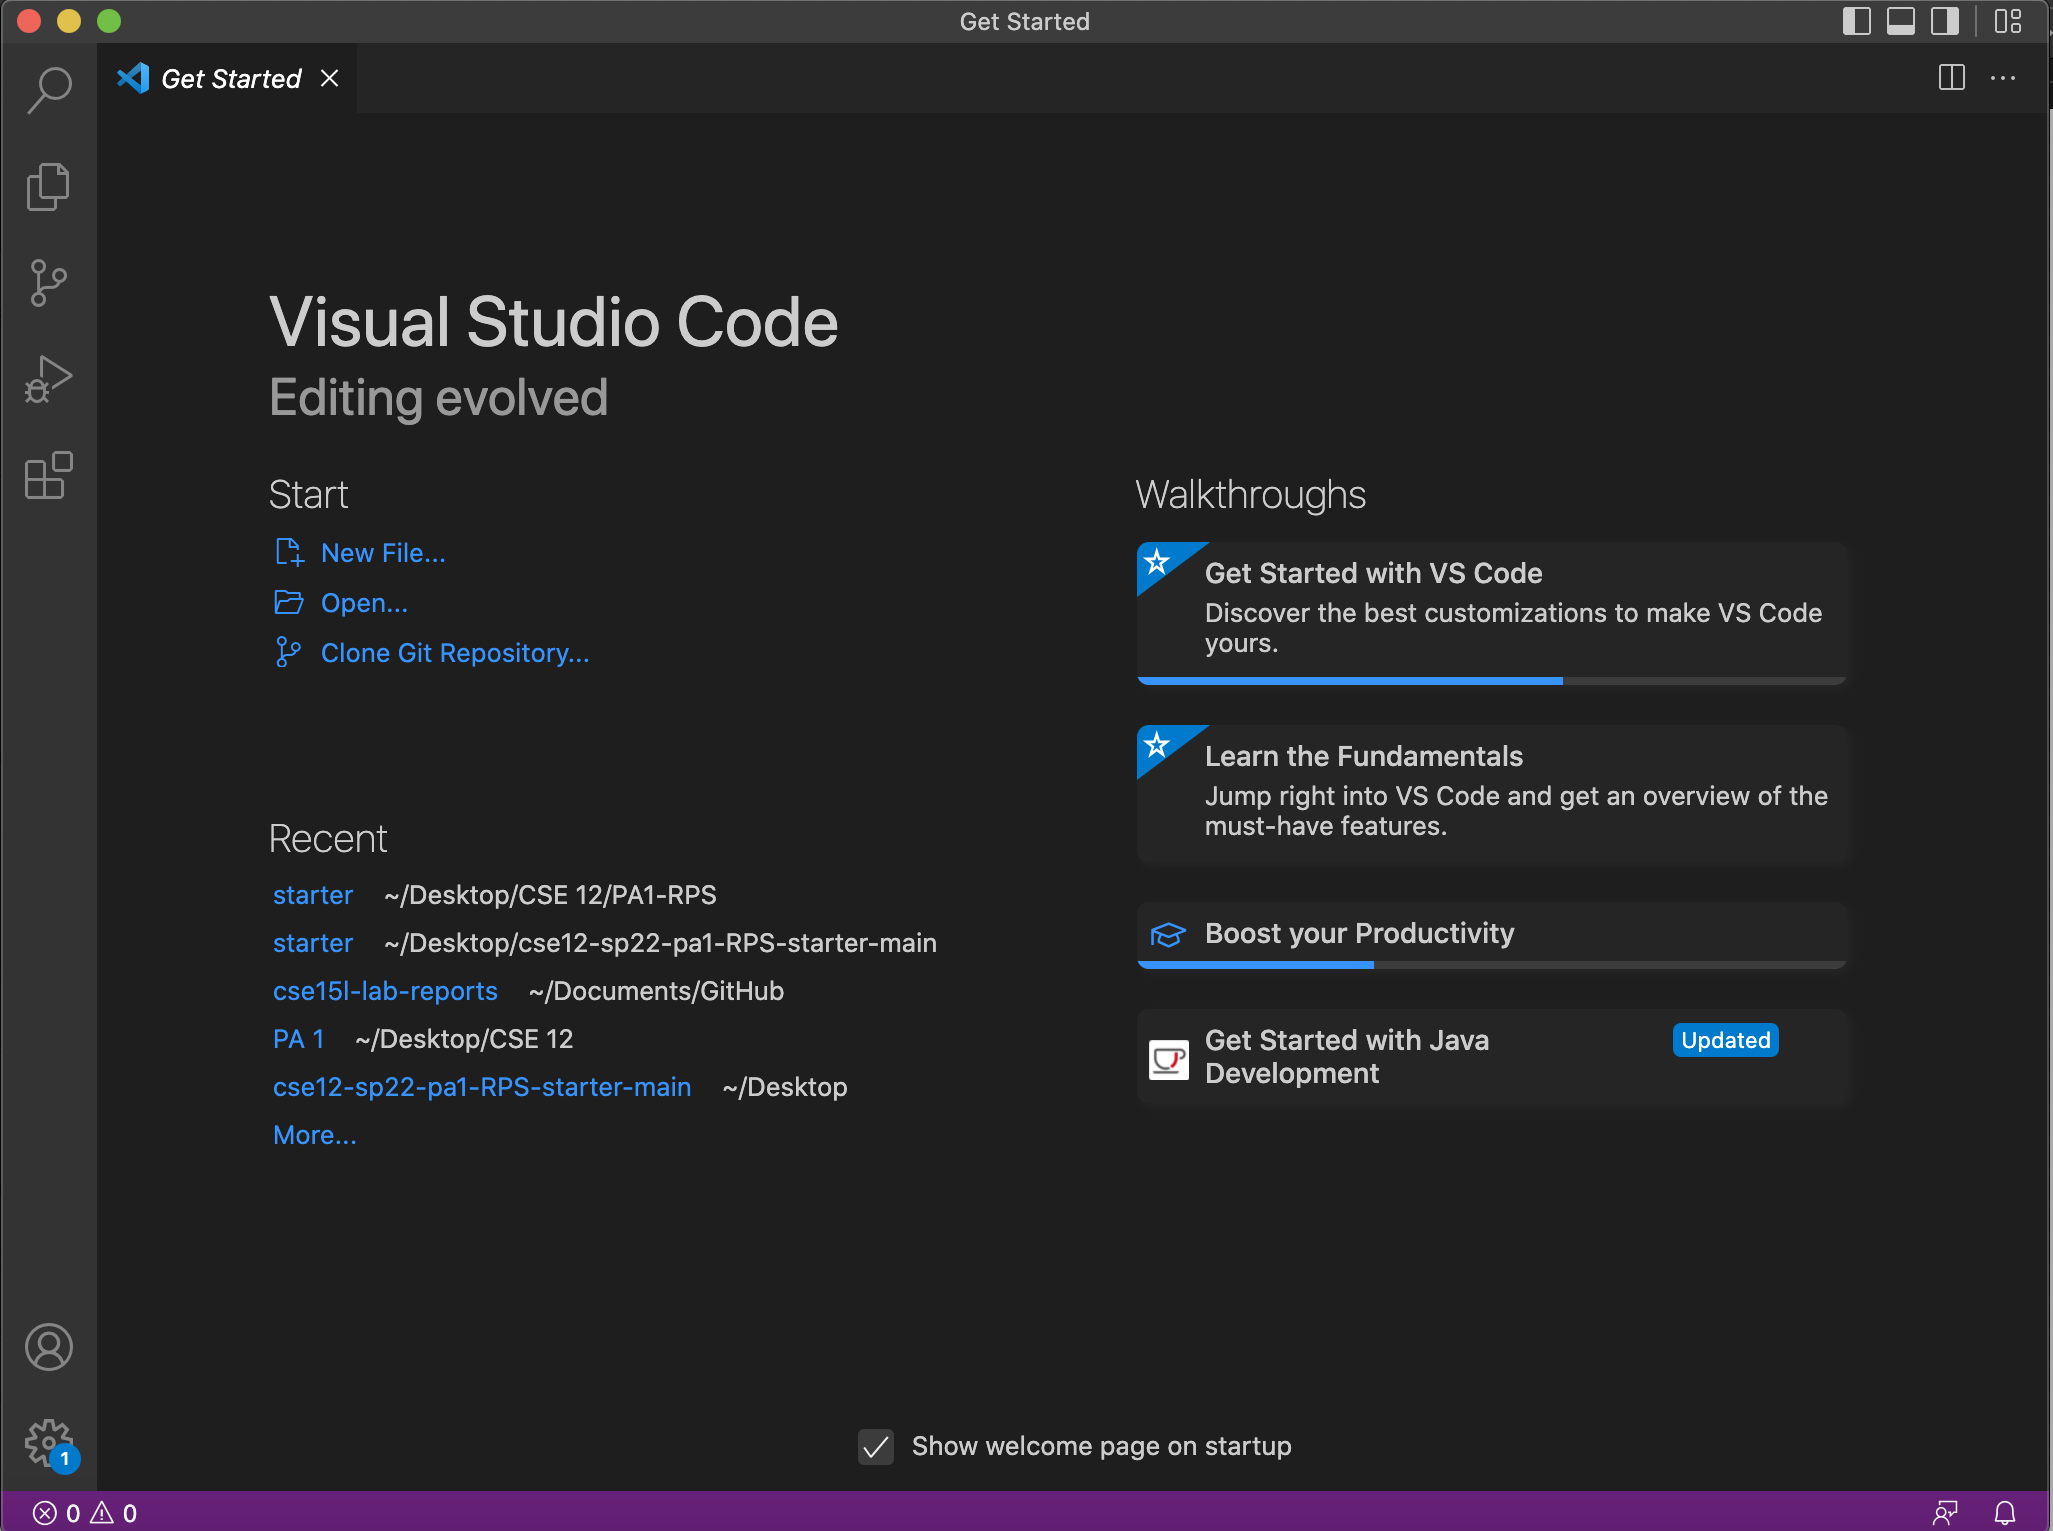 Get Started
Get Started
Visual Studio Code
Editing evolved
Start
New File...
Open...
Clone Git Repository...
Recent
starter ~/Desktop/CSE 12/PA1-RPS
starter ~/Desktop/cse12-sp22-pa1-RPS-starter-main
cse15l-lab-reports ~/Documents/GitHub
PA 1 ~/Desktop/CSE 12
cse12-sp22-pa1-RPS-starter-main ~/Desktop
More...
Walkthroughs
Get Started with VS Code
Discover the best customizations to make VS Code
yours.
Learn the Fundamentals
Jump right into VS Code and get an overview of the
must-have features.
Boost your Productivity
Get Started with Java
Development
Updated
Show welcome page on startup
1
0 0